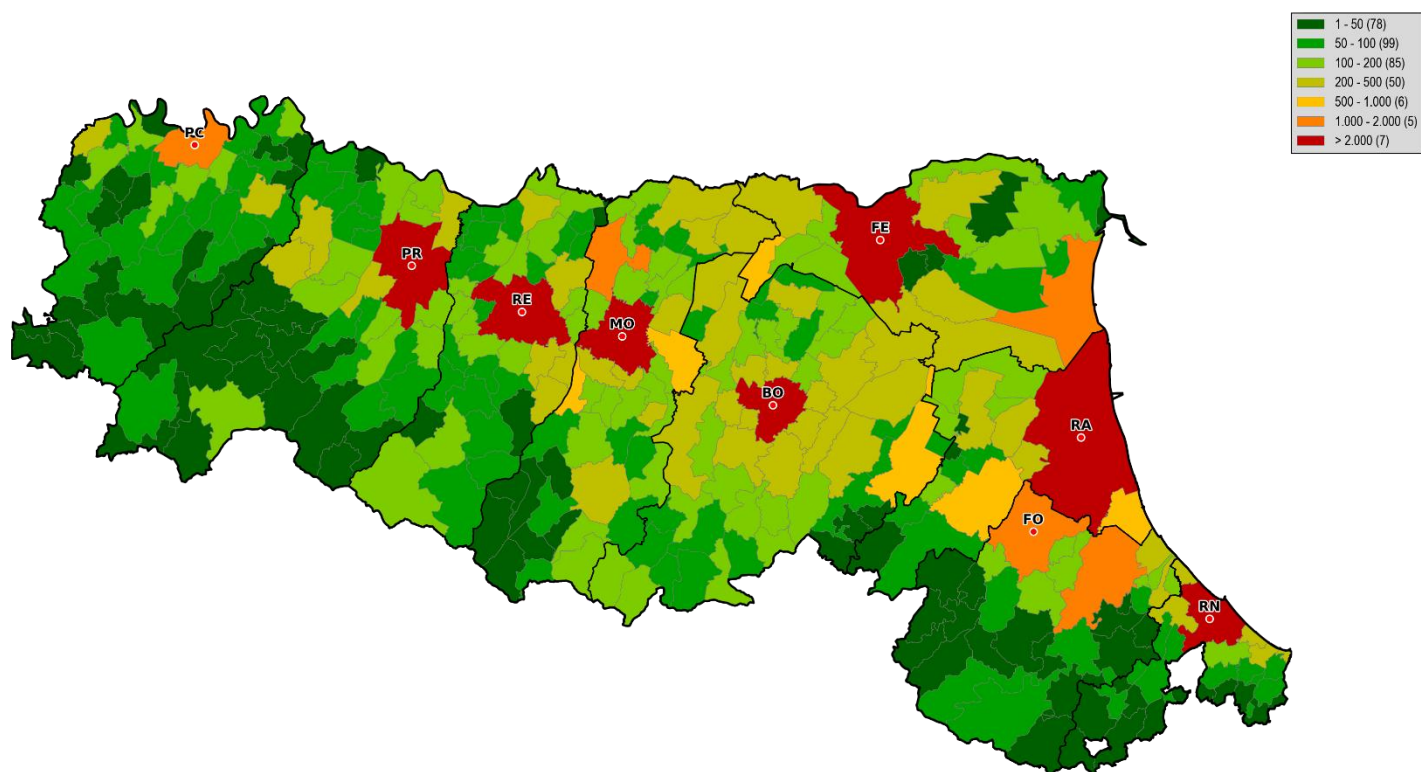 1 - 50 (78)
50 - 100 (99)
100 - 200 (85)
200 - 500 (50)
500 - 1.000 (6)
1.000 - 2.000 (5)
> 2.000 (7)
PC
PR
RE
MO
BO
FE
RA
FO
RN